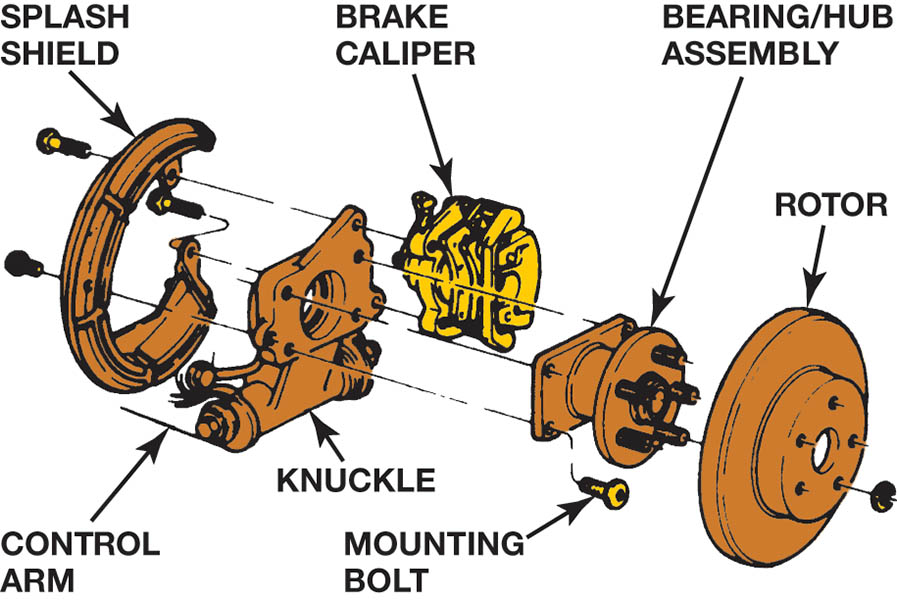 SPLASH
SHIELD
BRAKE
CALIPER
BEARING/HUB
ASSEMBLY
ROTOR
KNUCKLE
CONTROL
ARM
MOUNTING
BOLT